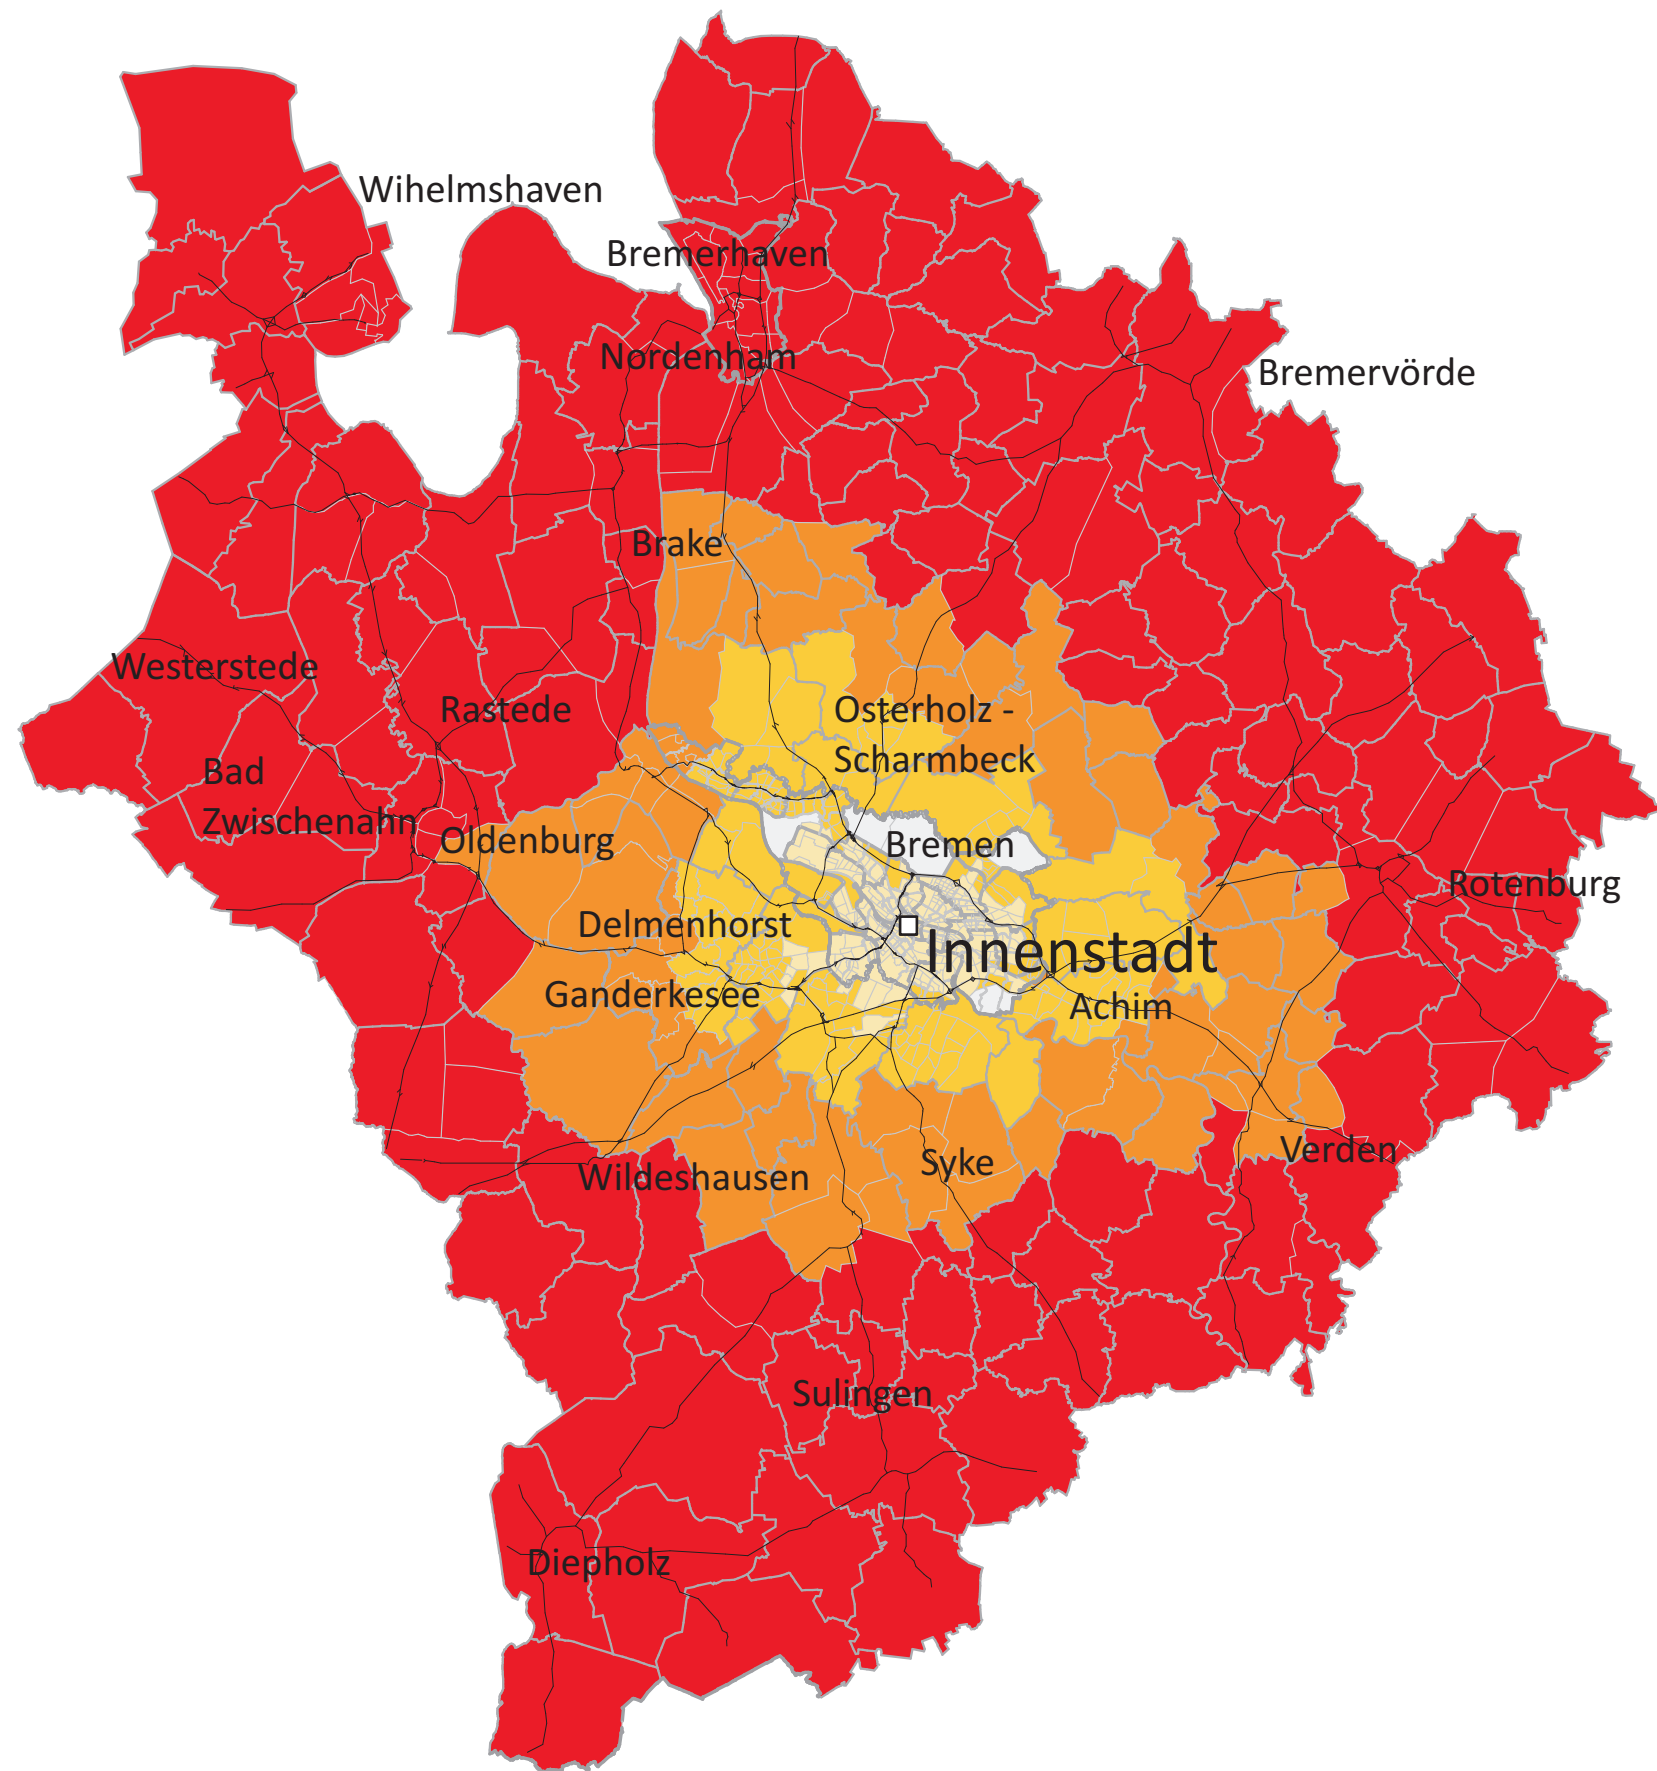 Wihelmshaven
Bremerhaven
Nordenham
Bremervörde
Brake
Westerstede
Rastede
Osterholz -
Scharmbeck
Bad
Zwischenahn
Oldenburg
Bremen
Rotenburg
Delmenhorst
Innenstadt
Ganderkesee
Achim
Verden
Syke
Wildeshausen
Sulingen
Diepholz